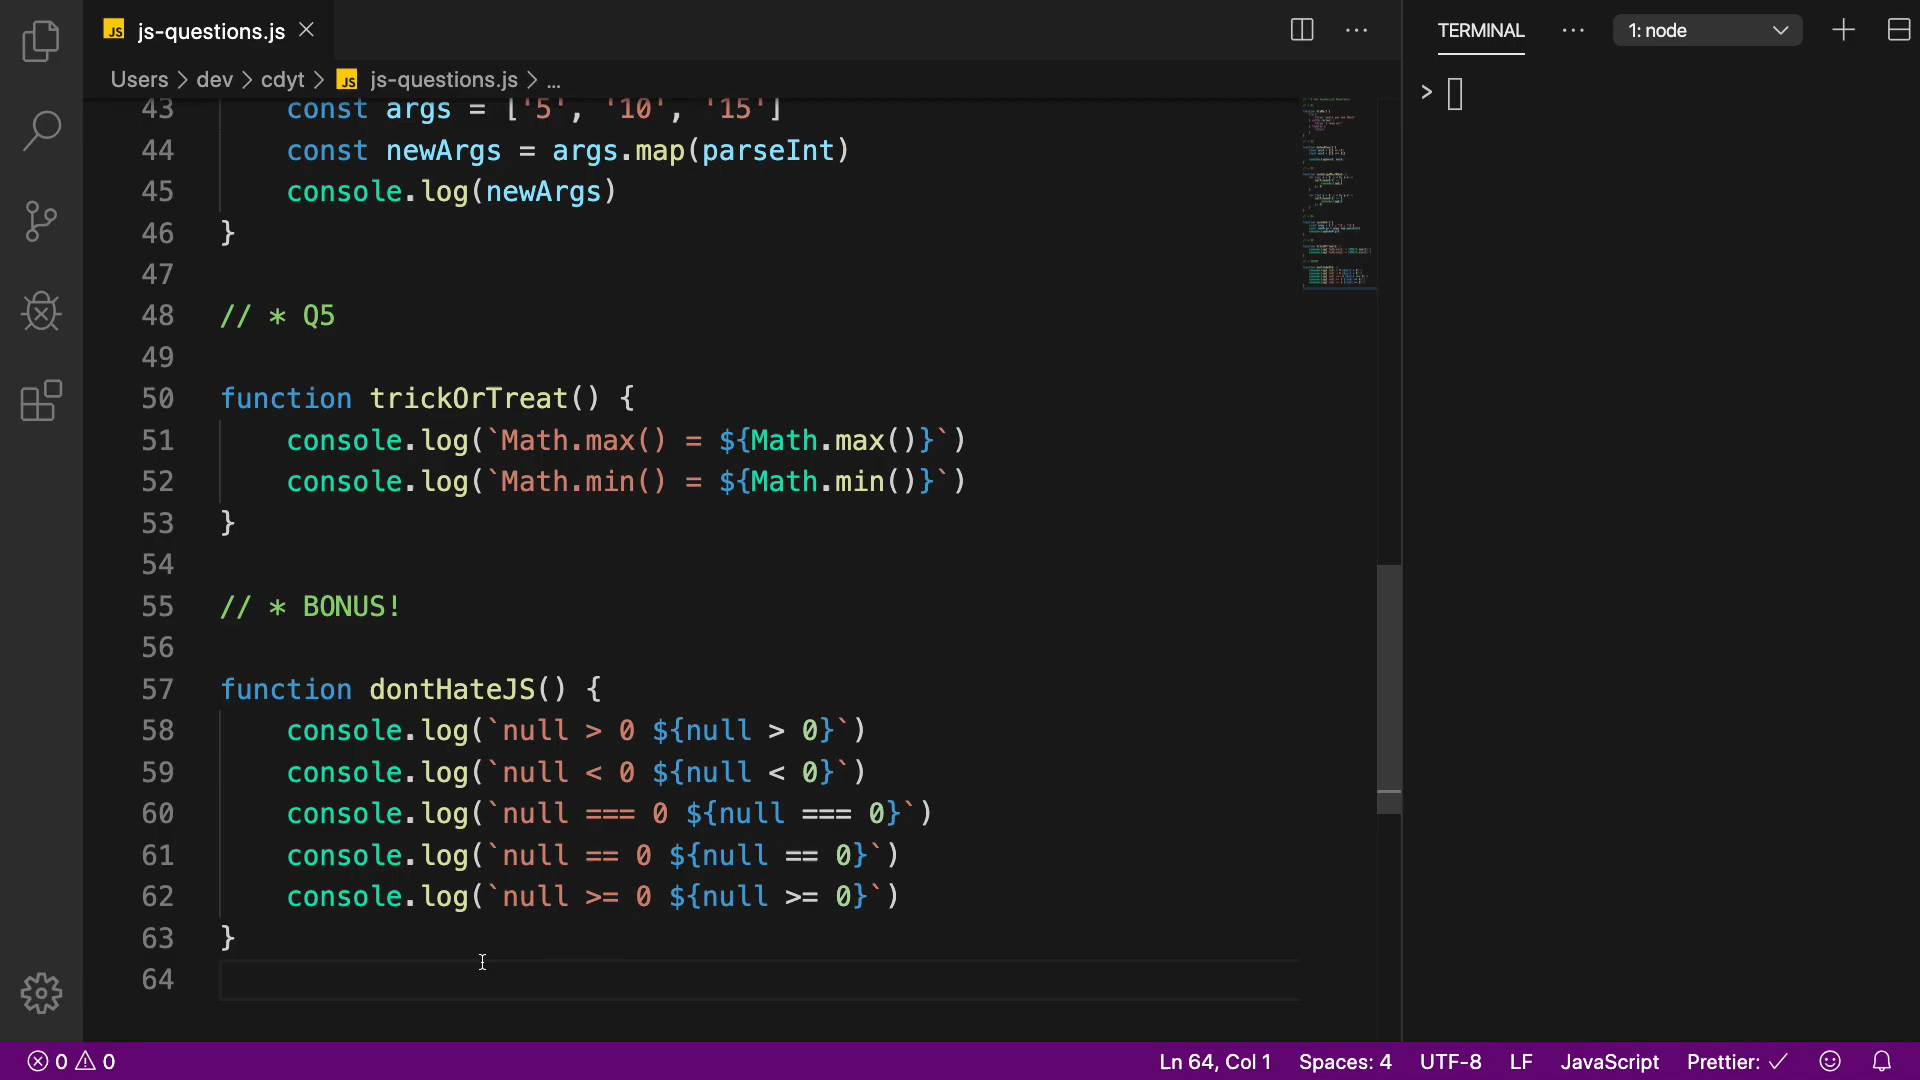 JS js-questions.js
TERMINAL ... 1: node
Users > dev > cdyt > JS js-questions.js > ...
>
43 const args = ['5', '10', '15']
44 const newArgs = args.map(parseInt)
45 console.log(newArgs)
46 }
47
48 // * Q5
49
50 function trickOrTreat() {
51 console.log(`Math.max() = ${Math.max()}`)
52 console.log(`Math.min() = ${Math.min()}`)
53 }
54
55 // * BONUS!
56
57 function dontHateJS() {
58 console.log(`null > 0 ${null > 0}`)
59 console.log(`null < 0 ${null < 0}`)
60 console.log(`null === 0 ${null === 0}`)
61 console.log(`null == 0 ${null == 0}`)
62 console.log(`null >= 0 ${null >= 0}`)
63 }
64
0 0 Ln 64, Col 1 Spaces: 4 UTF-8 LF JavaScript Prettier: ✓